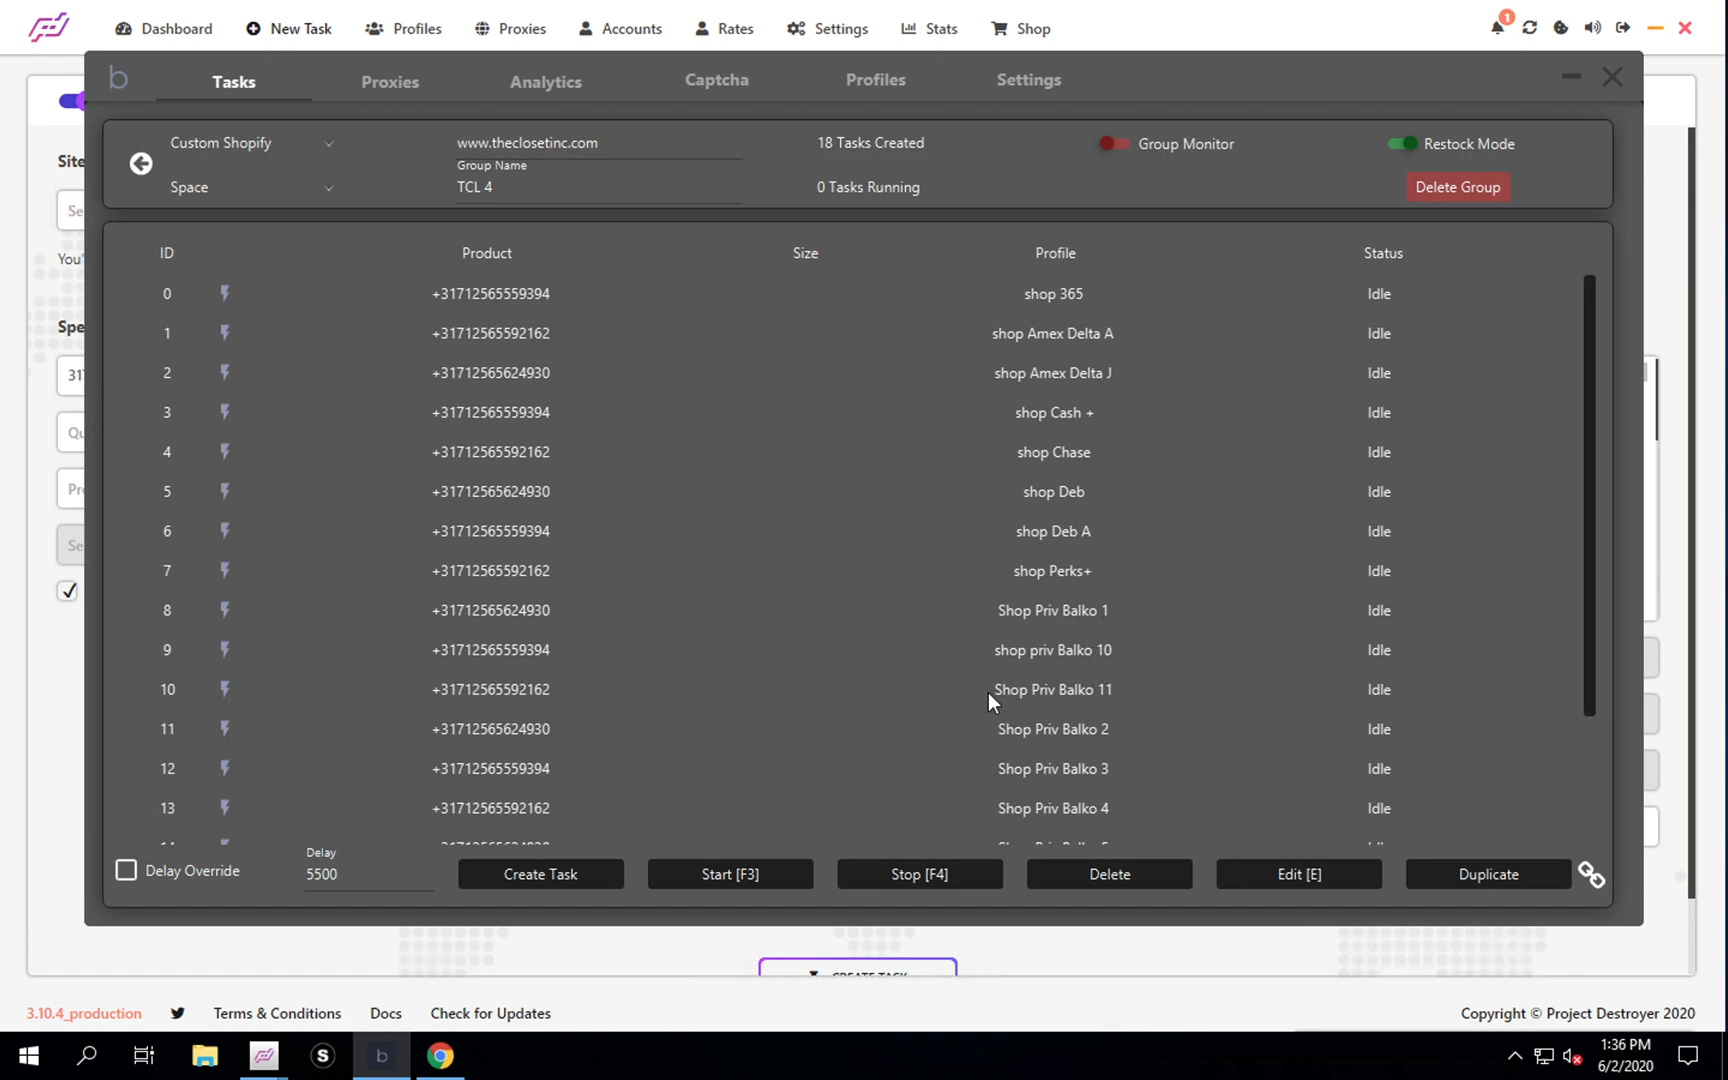 Dashboard New Task Profiles Proxies Accounts Rates Settings Stats Shop 1
b Tasks Proxies Analytics Captcha Profiles Settings
Custom Shopify www.theclosetinc.com 18 Tasks Created Group Monitor Restock Mode
Group Name
Space TCL 4 0 Tasks Running Delete Group
ID Product Size Profile Status
0 +31712565559394 shop 365 Idle
1 +31712565592162 shop Amex Delta A Idle
2 +31712565624930 shop Amex Delta J Idle
3 +31712565559394 shop Cash + Idle
4 +31712565592162 shop Chase Idle
5 +31712565624930 shop Deb Idle
6 +31712565559394 shop Deb A Idle
7 +31712565592162 shop Perks+ Idle
8 +31712565624930 Shop Priv Balko 1 Idle
9 +31712565559394 shop priv Balko 10 Idle
10 +31712565592162 Shop Priv Balko 11 Idle
11 +31712565624930 Shop Priv Balko 2 Idle
12 +31712565559394 Shop Priv Balko 3 Idle
13 +31712565592162 Shop Priv Balko 4 Idle
Delay
Delay Override 5500 Create Task Start [F3] Stop [F4] Delete Edit [E] Duplicate
CREATE TASK
3.10.4_production Terms & Conditions Docs Check for Updates Copyright © Project Destroyer 2020
S b 1:36 PM
6/2/2020